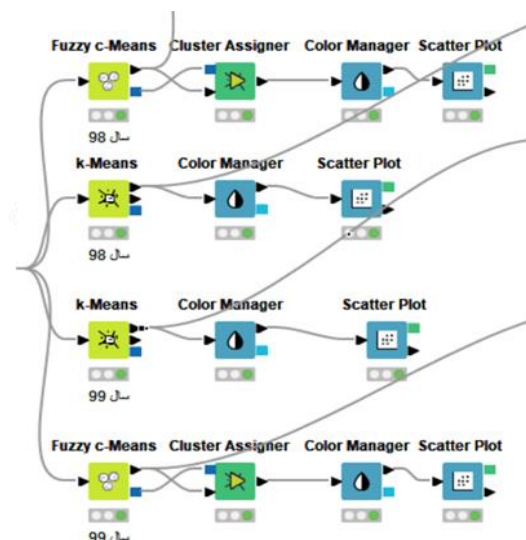 Fuzzy c-Means Cluster Assigner Color Manager Scatter Plot
سال 98
k-Means Color Manager Scatter Plot
سال 98
k-Means Color Manager Scatter Plot
سال 99
Fuzzy c-Means Cluster Assigner Color Manager Scatter Plot
سال 99